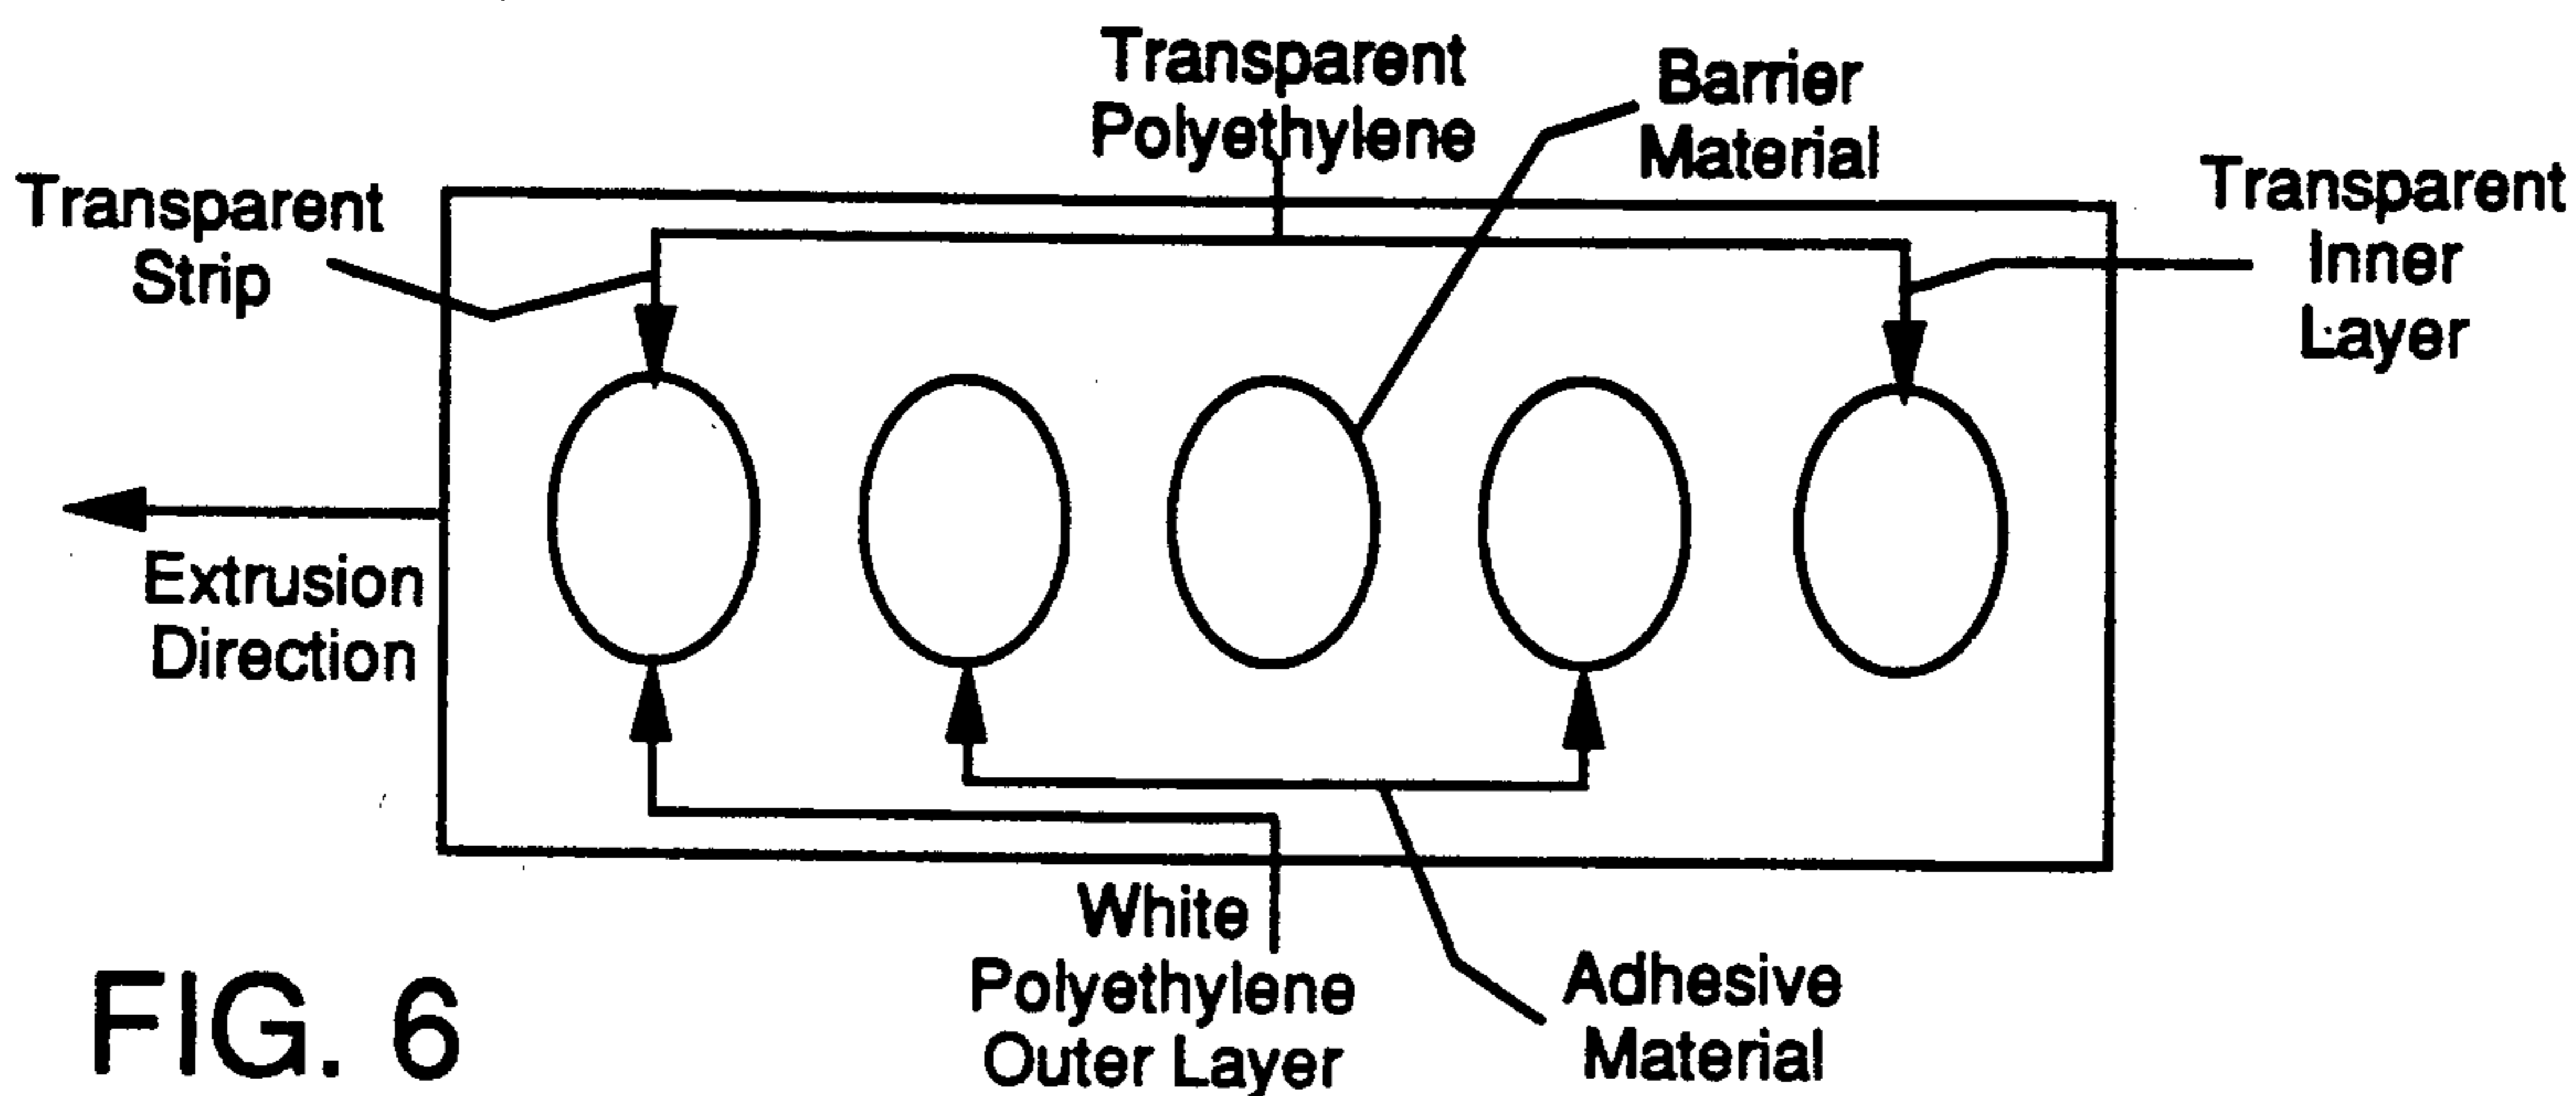 Transparent
Polyethylene
Barrier
Material
Transparent
Strip
Transparent
Inner
Layer
Extrusion
Direction
White
Polyethylene
Outer Layer
Adhesive
Material
FIG. 6